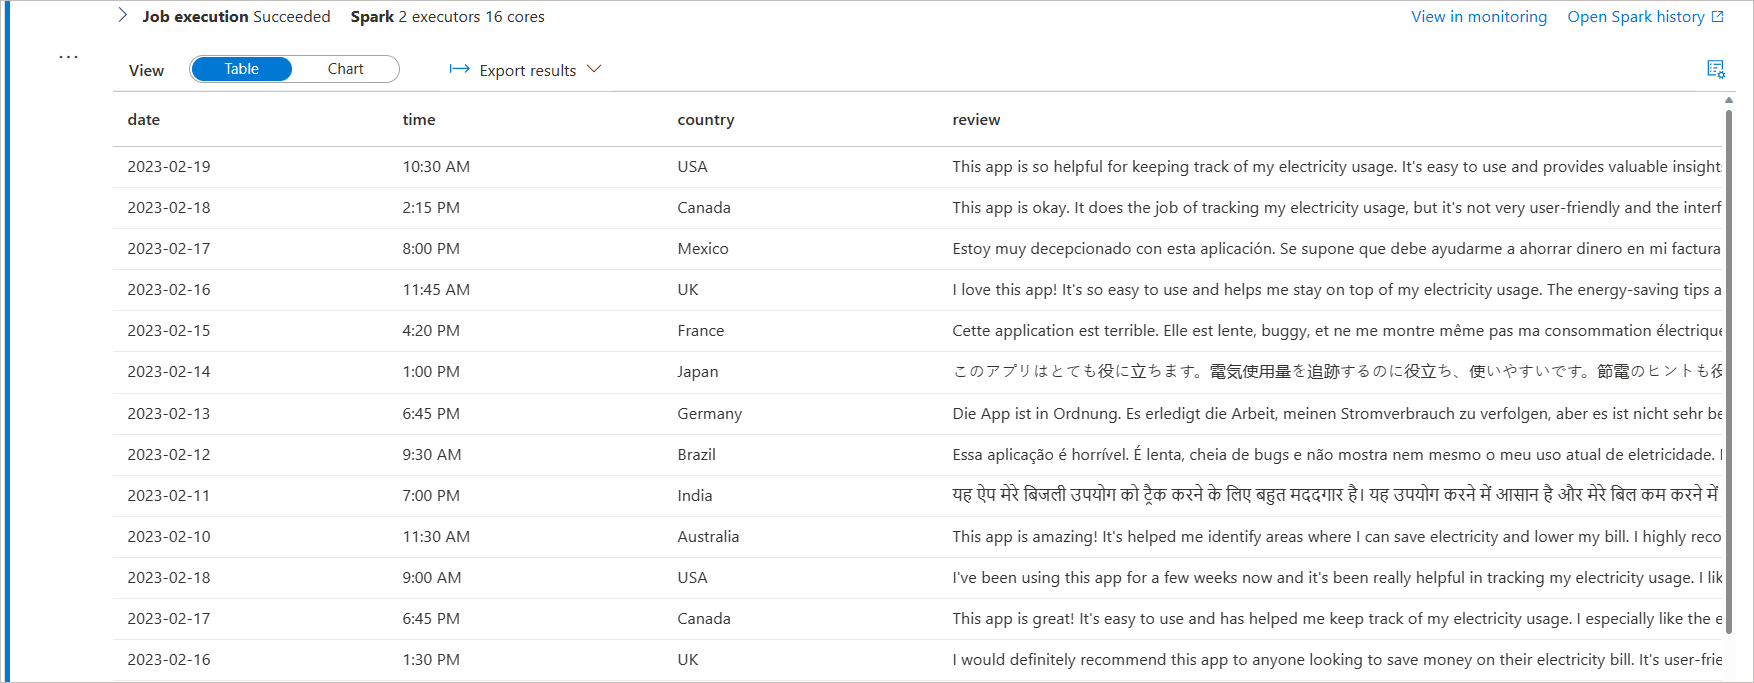 Job execution Succeeded Spark 2 executors 16 cores View in monitoring Open Spark history
View Table Chart Export results
date time country review
2023-02-19 10:30 AM USA This app is so helpful for keeping track of my electricity usage. It's easy to use and provides valuable insight
2023-02-18 2:15 PM Canada This app is okay. It does the job of tracking my electricity usage, but it's not very user-friendly and the interf
2023-02-17 8:00 PM Mexico Estoy muy decepcionado con esta aplicación. Se supone que debe ayudarme a ahorrar dinero en mi factura
2023-02-16 11:45 AM UK I love this app! It's so easy to use and helps me stay on top of my electricity usage. The energy-saving tips a
2023-02-15 4:20 PM France Cette application est terrible. Elle est lente, buggy, et ne me montre même pas ma consommation électrique
2023-02-14 1:00 PM Japan このアプリはとても役に立ちます。電気使用量を追跡するのに役立ち、使いやすいです。節電のヒントも役
2023-02-13 6:45 PM Germany Die App ist in Ordnung. Es erledigt die Arbeit, meinen Stromverbrauch zu verfolgen, aber es ist nicht sehr be
2023-02-12 9:30 AM Brazil Essa aplicação é horrível. É lenta, cheia de bugs e não mostra nem mesmo o meu uso atual de eletricidade.
2023-02-11 7:00 PM India यह ऐप मेरे बिजली उपयोग को ट्रैक करने के लिए बहुत मददगार है। यह उपयोग करने में आसान है और मेरे बिल कम करने में
2023-02-10 11:30 AM Australia This app is amazing! It's helped me identify areas where I can save electricity and lower my bill. I highly reco
2023-02-18 9:00 AM USA I've been using this app for a few weeks now and it's been really helpful in tracking my electricity usage. I lik
2023-02-17 6:45 PM Canada This app is great! It's easy to use and has helped me keep track of my electricity usage. I especially like the e
2023-02-16 1:30 PM UK I would definitely recommend this app to anyone looking to save money on their electricity bill. It's user-frie